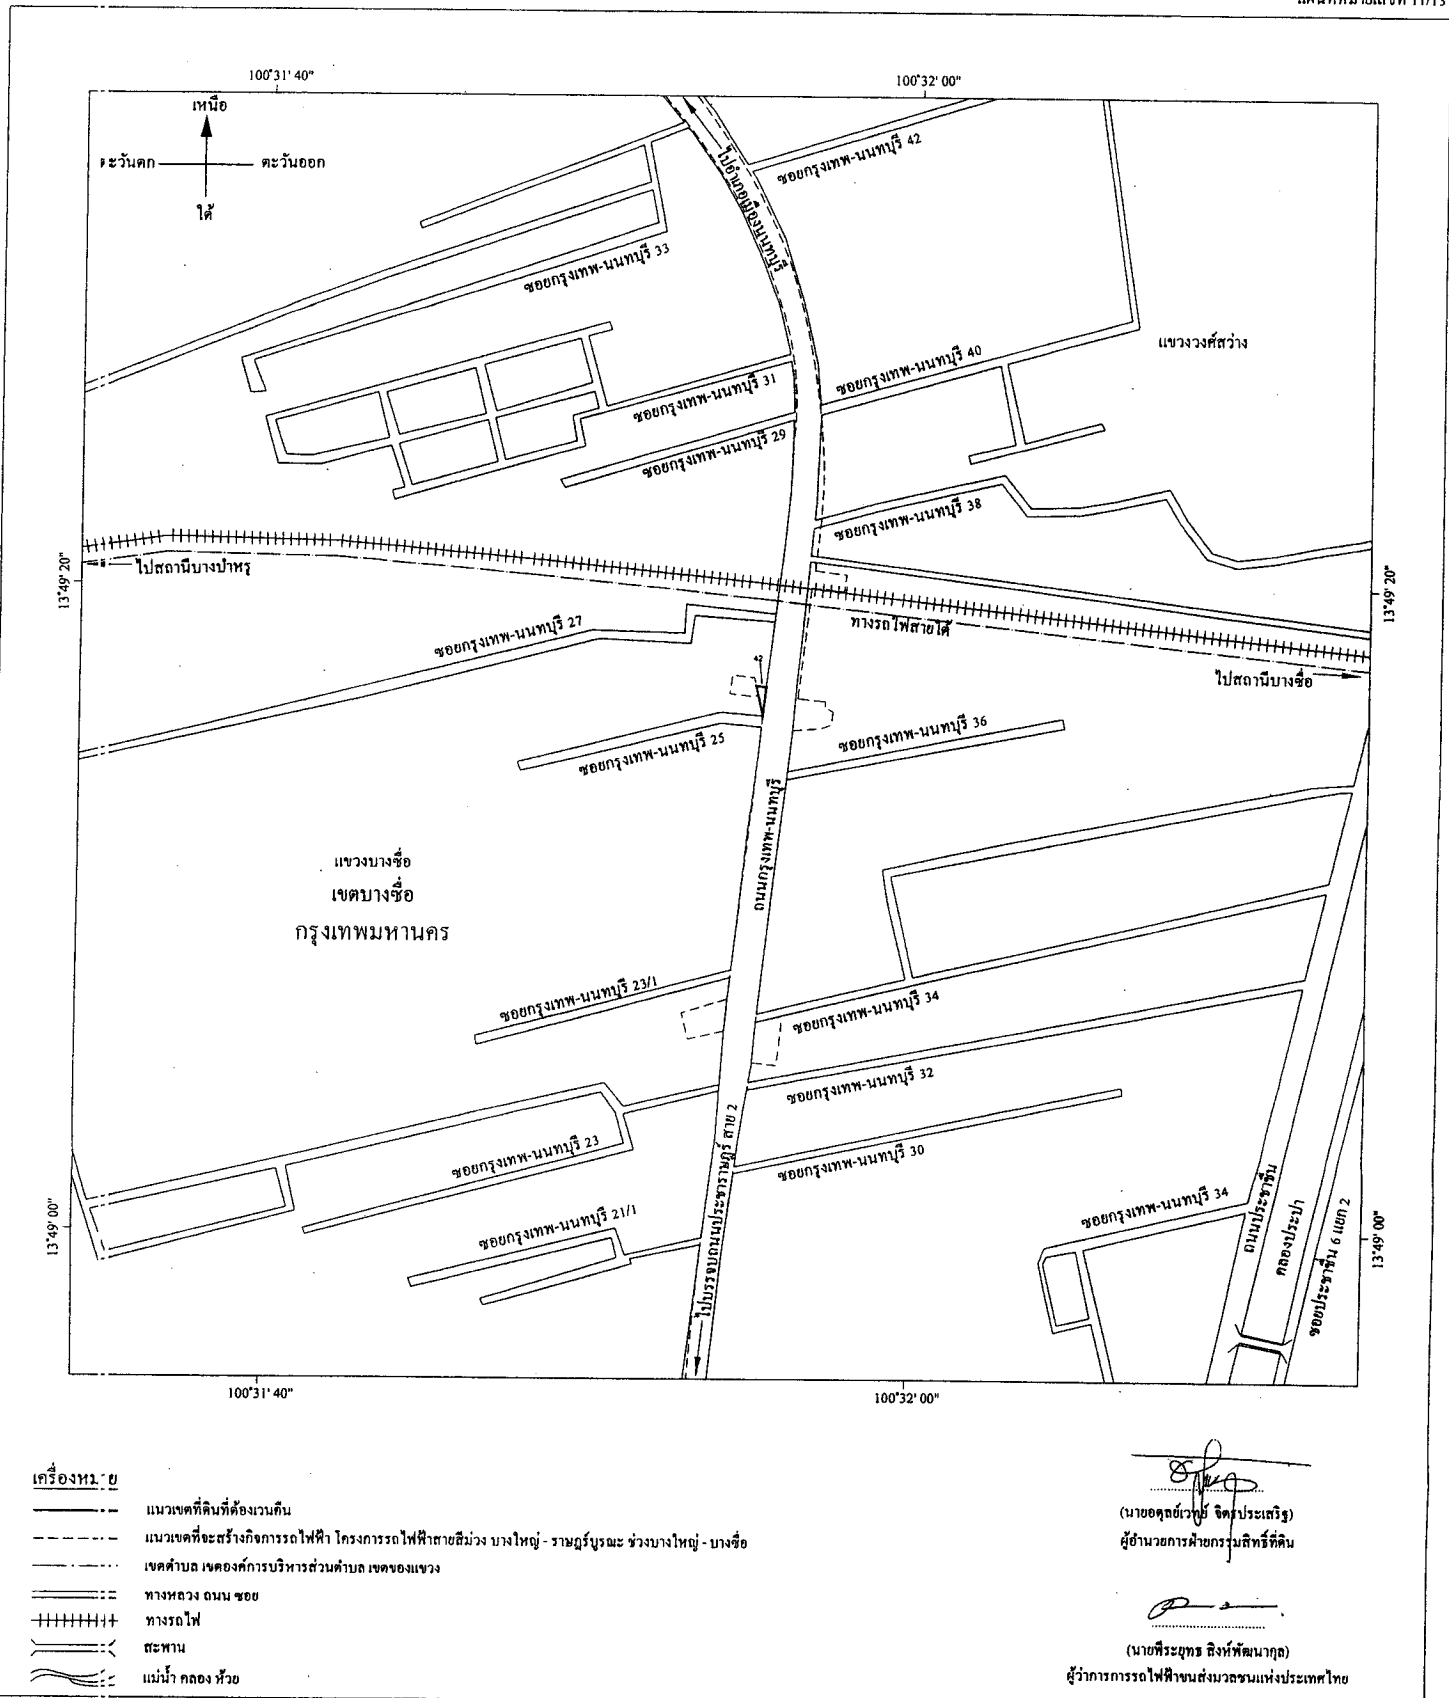 แผนที่หมายเลขที่ 11/13
100°31' 40"
100°32' 00"
เหนือ
ตะวันตก
ตะวันออก
ใต้
ไปอำเภอเมืองนนทบุรี
ซอยกรุงเทพ-นนทบุรี 42
ซอยกรุงเทพ-นนทบุรี 33
แขวงวงศ์สว่าง
ซอยกรุงเทพ-นนทบุรี 40
ซอยกรุงเทพ-นนทบุรี 31
ซอยกรุงเทพ-นนทบุรี 29
ซอยกรุงเทพ-นนทบุรี 38
13°49' 20"
ไปสถานีบางบำหรุ
13°49' 20"
ทางรถไฟสายใต้
ซอยกรุงเทพ-นนทบุรี 27
42
ไปสถานีบางซื่อ
ซอยกรุงเทพ-นนทบุรี 36
ซอยกรุงเทพ-นนทบุรี 25
ถนนกรุงเทพ-นนทบุรี
แขวงบางซื่อ
เขตบางซื่อ
กรุงเทพมหานคร
ซอยกรุงเทพ-นนทบุรี 23/1
ซอยกรุงเทพ-นนทบุรี 34
ซอยกรุงเทพ-นนทบุรี 32
ซอยกรุงเทพ-นนทบุรี 23
ซอยกรุงเทพ-นนทบุรี 30
ไปบรรจบถนนประชาราษฎร์ สาย 2
13°49' 00"
ซอยกรุงเทพ-นนทบุรี 21/1
ซอยกรุงเทพ-นนทบุรี 34
ถนนประชาชื่น
คลองประปา
ซอยประชาชื่น 6 แยก 2
13°49' 00"
100°31' 40"
100°32' 00"
เครื่องหมาย
แนวเขตที่ดินที่ต้องเวนคืน
แนวเขตที่จะสร้างกิจการรถไฟฟ้า โครงการรถไฟฟ้าสายสีม่วง บางใหญ่ - ราษฎร์บูรณะ ช่วงบางใหญ่ - บางซื่อ
เขตตำบล เขตองค์การบริหารส่วนตำบล เขตของแขวง
ทางหลวง ถนน ซอย
ทางรถไฟ
สะพาน
แม่น้ำ คลอง ห้วย
(นายอดุลย์เวทย์ จิตรประเสริฐ)
ผู้อำนวยการฝ่ายกรรมสิทธิ์ที่ดิน
(นายพีระยุทธ สิงห์พัฒนากุล)
ผู้ว่าการการรถไฟฟ้าขนส่งมวลชนแห่งประเทศไทย